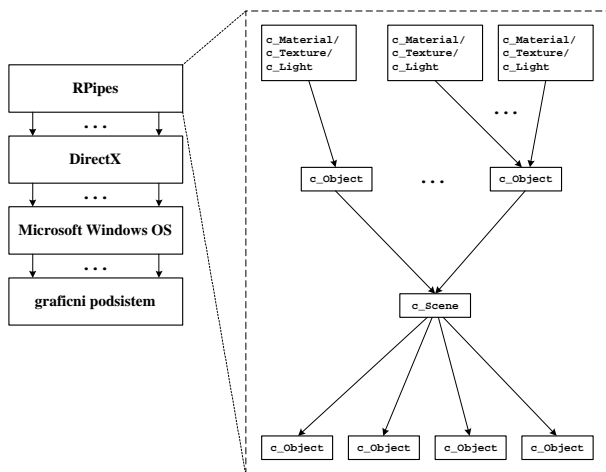 RPipes
...
DirectX
...
Microsoft Windows OS
...
graficni podsistem
c_Material/
c_Texture/
c_Light
c_Material/
c_Texture/
c_Light
c_Material/
c_Texture/
c_Light
...
c_Object
...
c_Object
c_Scene
c_Object
c_Object
c_Object
c_Object